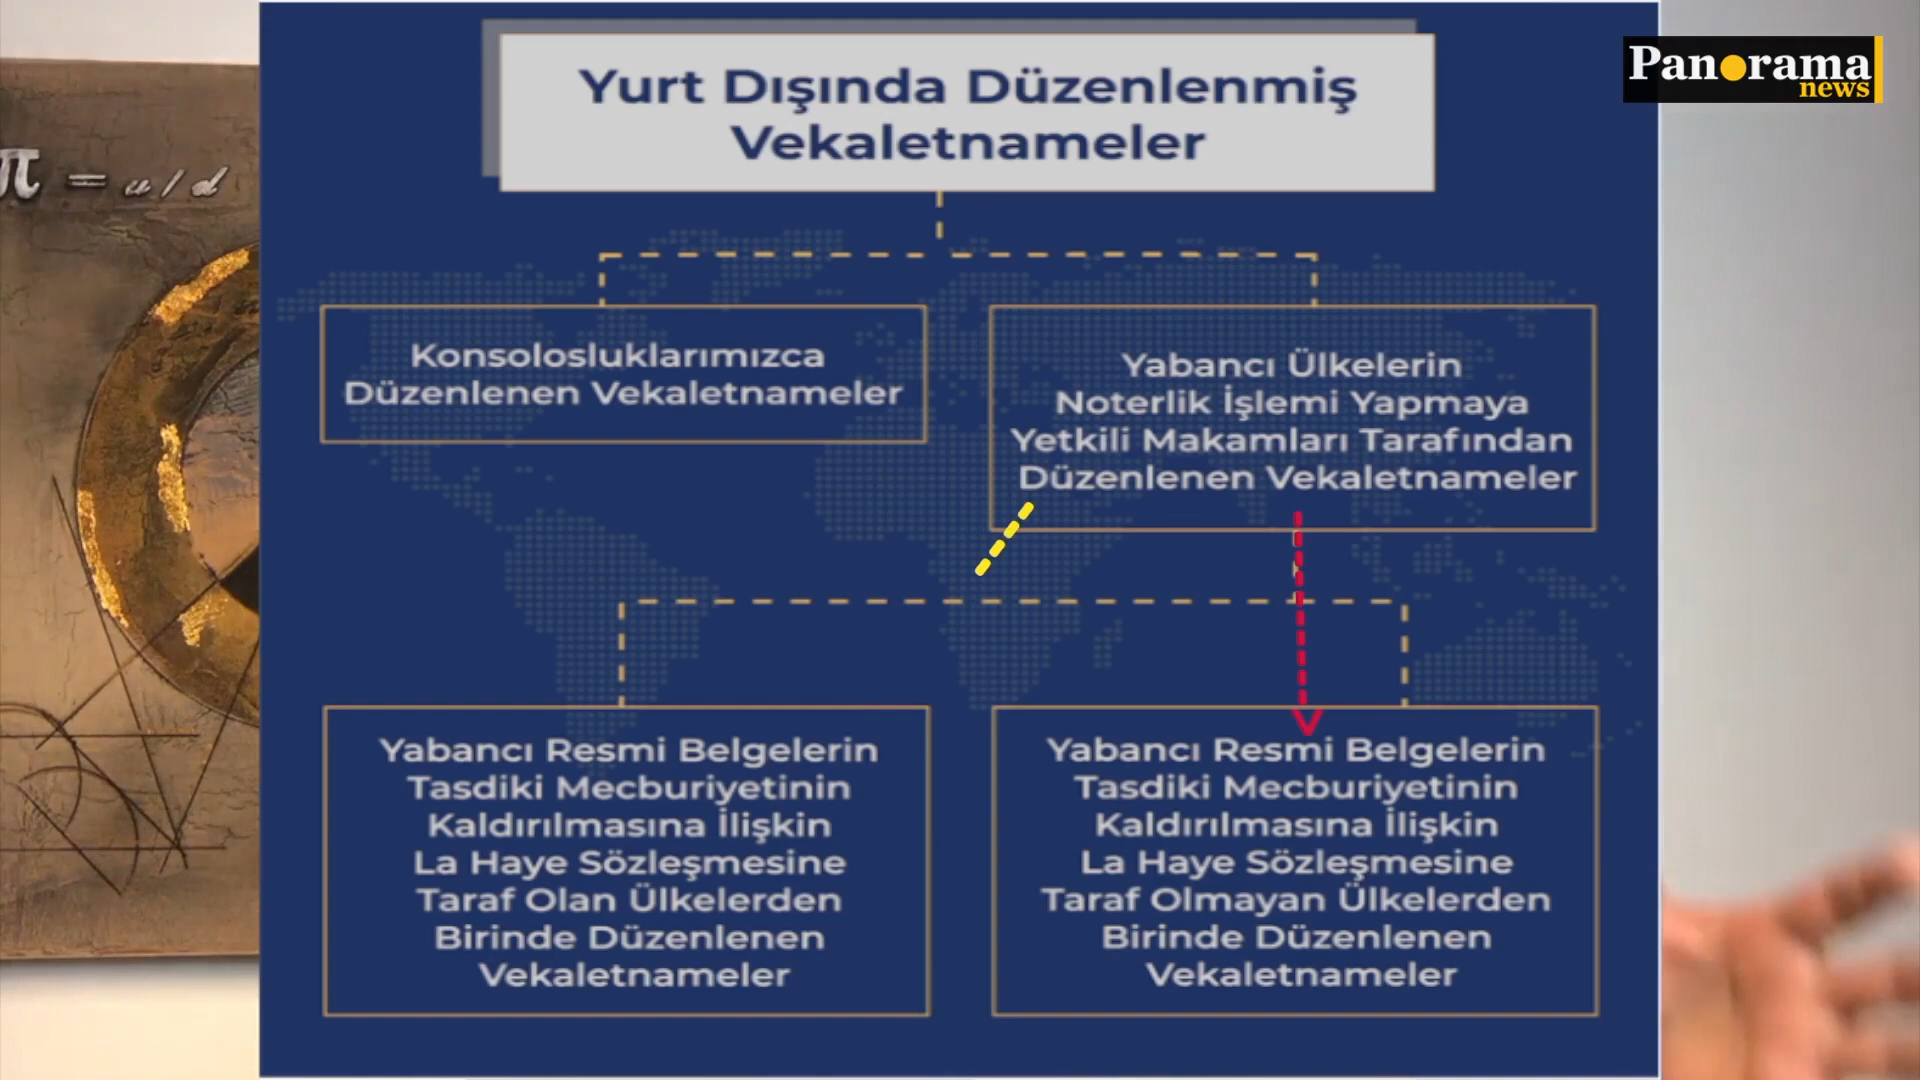 Panorama
news
π = u/d
Yurt Dışında Düzenlenmiş
Vekaletnameler
Konsolosluklarımızca
Düzenlenen Vekaletnameler
Yabancı Ülkelerin
Noterlik İşlemi Yapmaya
Yetkili Makamları Tarafından
Düzenlenen Vekaletnameler
Yabancı Resmi Belgelerin
Tasdiki Mecburiyetinin
Kaldırılmasına İlişkin
La Haye Sözleşmesine
Taraf Olan Ülkelerden
Birinde Düzenlenen
Vekaletnameler
Yabancı Resmi Belgelerin
Tasdiki Mecburiyetinin
Kaldırılmasına İlişkin
La Haye Sözleşmesine
Taraf Olmayan Ülkelerden
Birinde Düzenlenen
Vekaletnameler